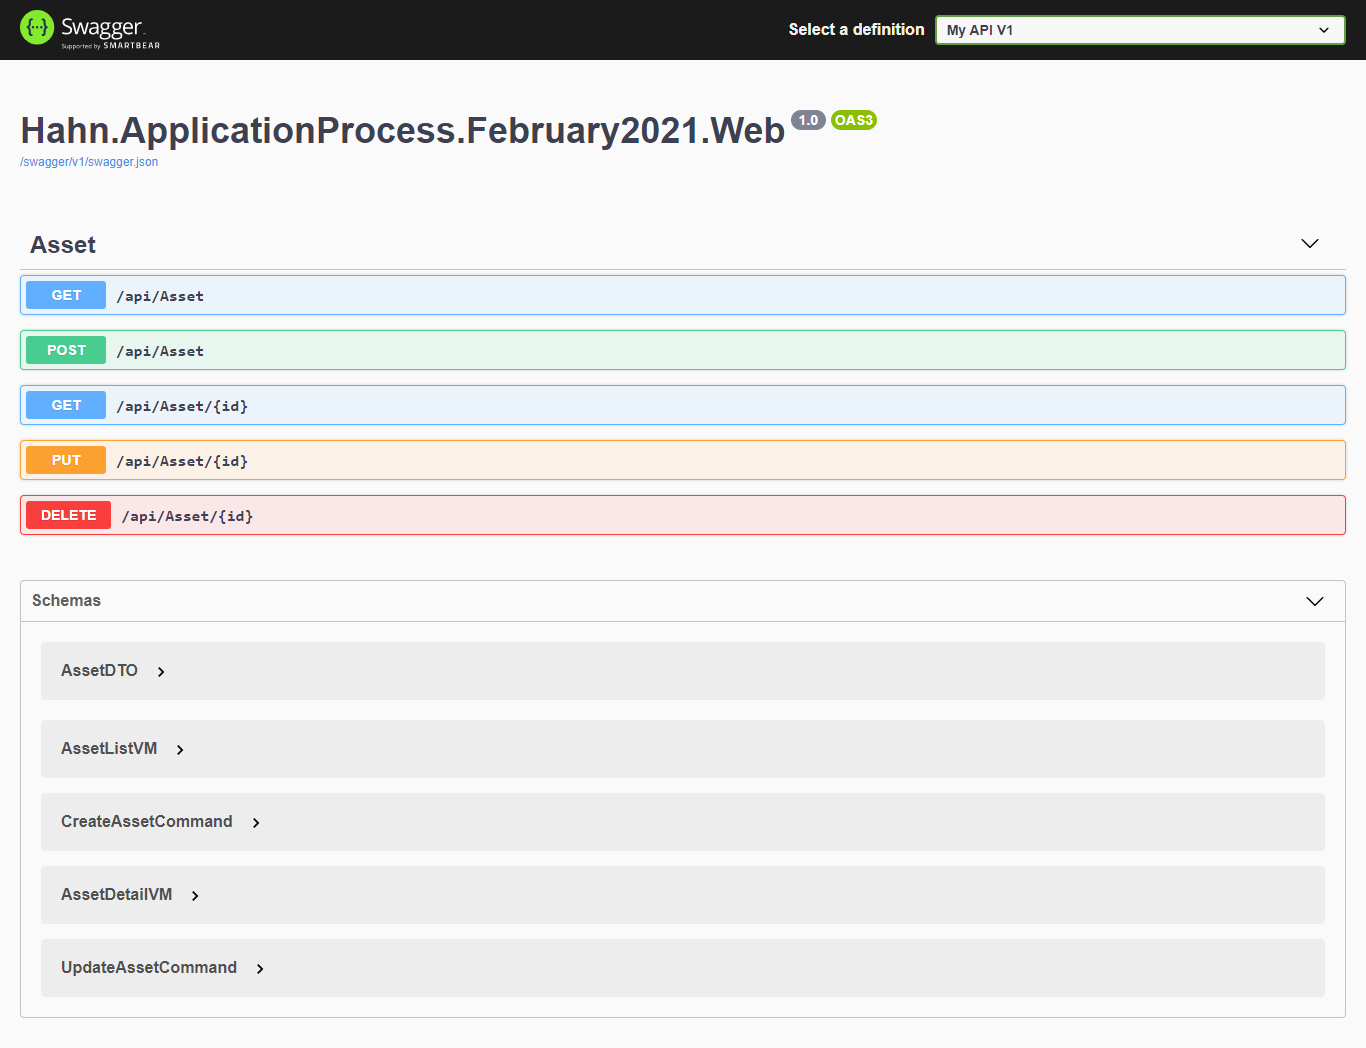 Swagger
Supported by SMARTBEAR
Select a definition
My API V1
Hahn.ApplicationProcess.February2021.Web 1.0 OAS3
/swagger/v1/swagger.json
Asset
GET /api/Asset
POST /api/Asset
GET /api/Asset/{id}
PUT /api/Asset/{id}
DELETE /api/Asset/{id}
Schemas
AssetDTO
AssetListVM
CreateAssetCommand
AssetDetailVM
UpdateAssetCommand